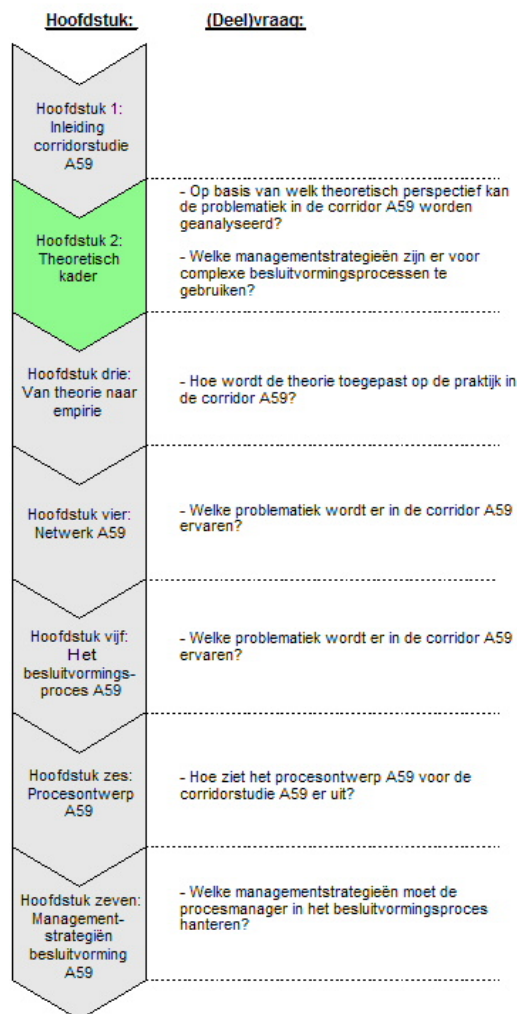 Hoofdstuk: (Deel)vraag:
Hoofdstuk 1:
Inleiding
corridorstudie
A59
- Op basis van welk theoretisch perspectief kan
de problematiek in de corridor A59 worden
geanalyseerd?
- Welke managementstrategieën zijn er voor
complexe besluitvormingsprocessen te
gebruiken?
Hoofdstuk 2:
Theoretisch
kader
Hoofdstuk drie:
Van theorie naar
empirie
- Hoe wordt de theorie toegepast op de praktijk in
de corridor A59?
Hoofdstuk vier:
Netwerk A59
- Welke problematiek wordt er in de corridor A59
ervaren?
Hoofdstuk vijf:
Het
besluitvormings-
proces A59
- Welke problematiek wordt er in de corridor A59
ervaren?
Hoofdstuk zes:
Procesontwerp
A59
- Hoe ziet het procesontwerp A59 voor de
corridorstudie A59 er uit?
Hoofdstuk zeven:
Management-
strategiën
besluitvorming
A59
- Welke managementstrategieën moet de
procesmanager in het besluitvormingsproces
hanteren?